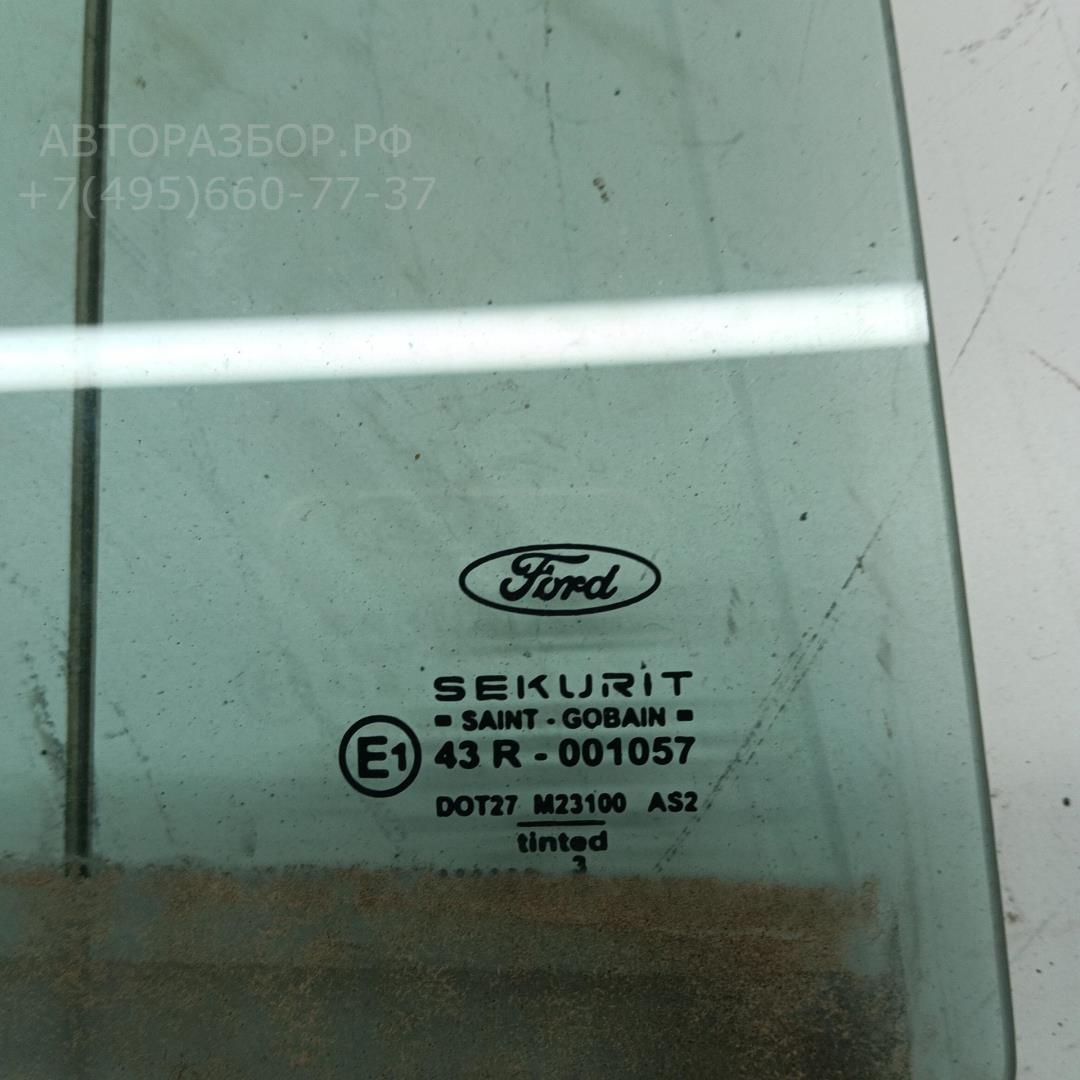 АВТОРАЗБОР.РФ
+7(495)660-77-37
Ford
SEKURIT
SAINT - GOBAIN
E1 43 R - 001057
DOT27 M23100 AS2
tinted
3